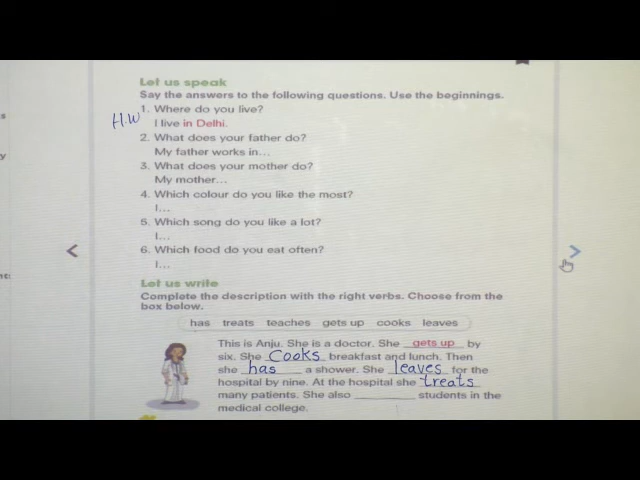 Let us speak
Say the answers to the following questions. Use the beginnings.
H.W 1. Where do you live?
I live in Delhi.
2. What does your father do?
My father works in...
3. What does your mother do?
My mother...
4. Which colour do you like the most?
I...
5. Which song do you like a lot?
I...
6. Which food do you eat often?
I...
Let us write
Complete the description with the right verbs. Choose from the
box below.
has treats teaches gets up cooks leaves
This is Anju. She is a doctor. She gets up by
six. She Cooks breakfast and lunch. Then
she has a shower. She leaves for the
hospital by nine. At the hospital she treats
many patients. She also ________ students in the
medical college.